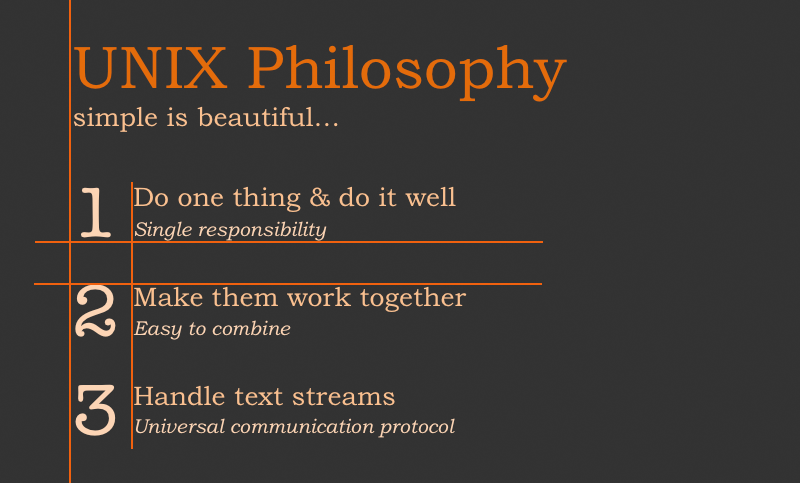 UNIX Philosophy
simple is beautiful...
1 Do one thing & do it well
Single responsibility
2 Make them work together
Easy to combine
3 Handle text streams
Universal communication protocol